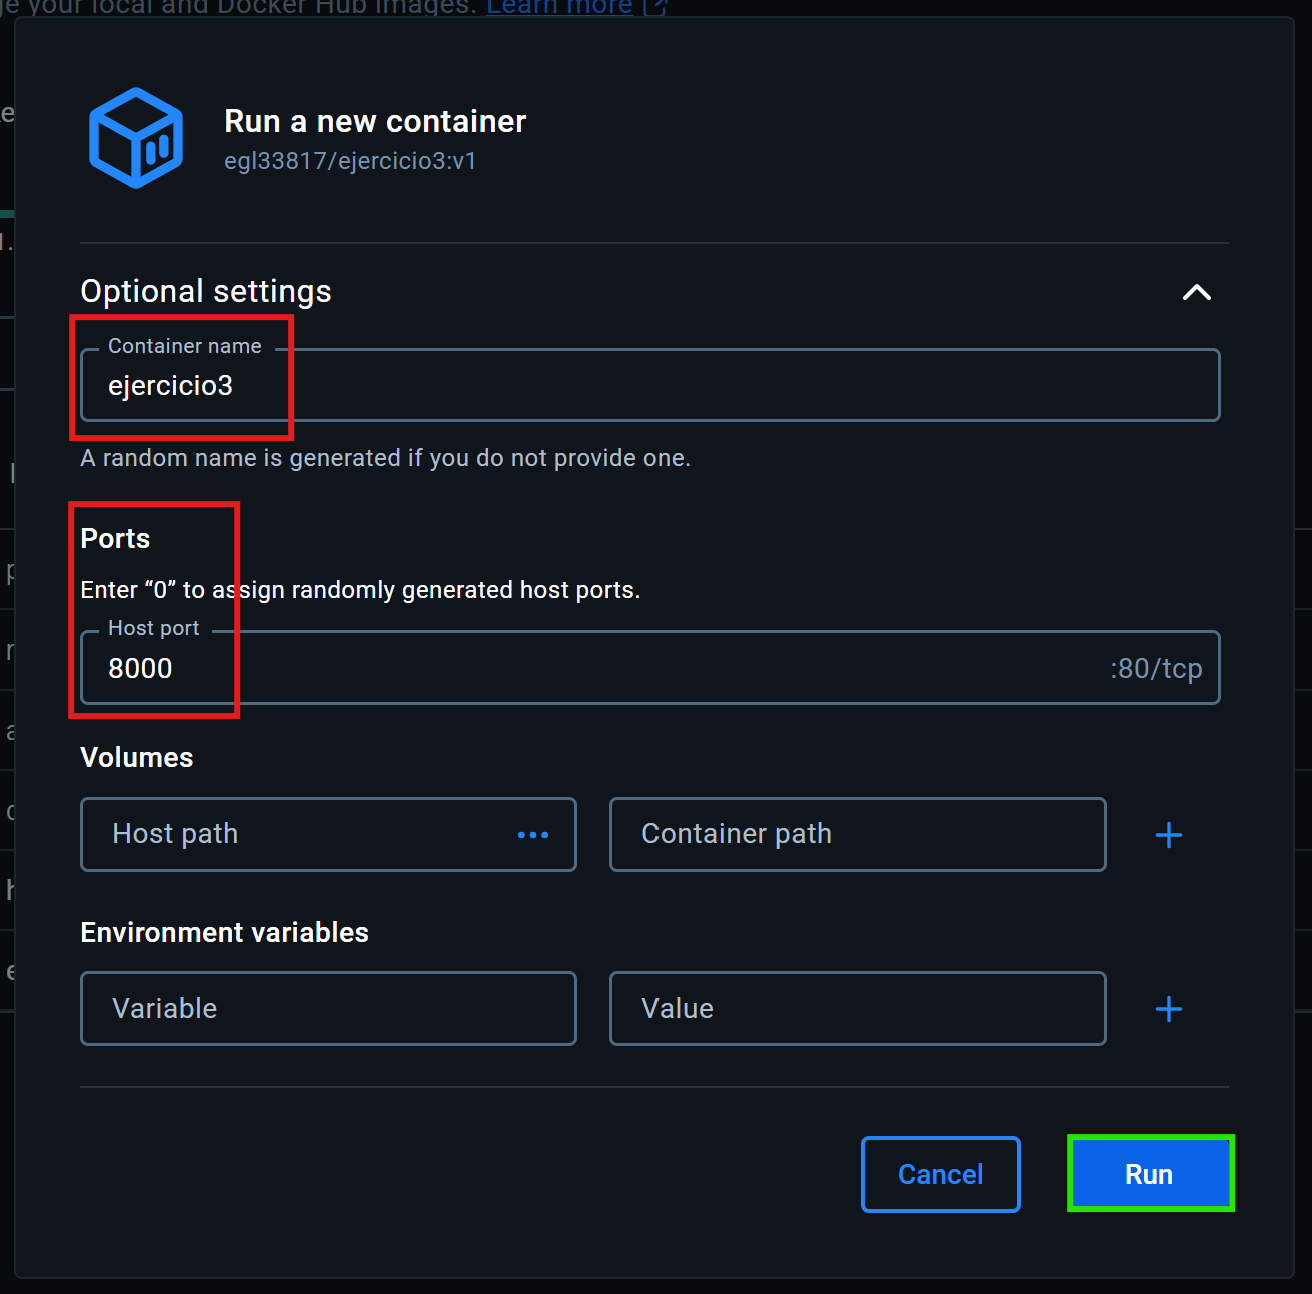 your local and Docker Hub images. Learn more
Run a new container
egl33817/ejercicio3:v1
Optional settings
Container name
ejercicio3
A random name is generated if you do not provide one.
Ports
Enter “0” to assign randomly generated host ports.
Host port
8000 :80/tcp
Volumes
Host path Container path
Environment variables
Variable Value
Cancel Run